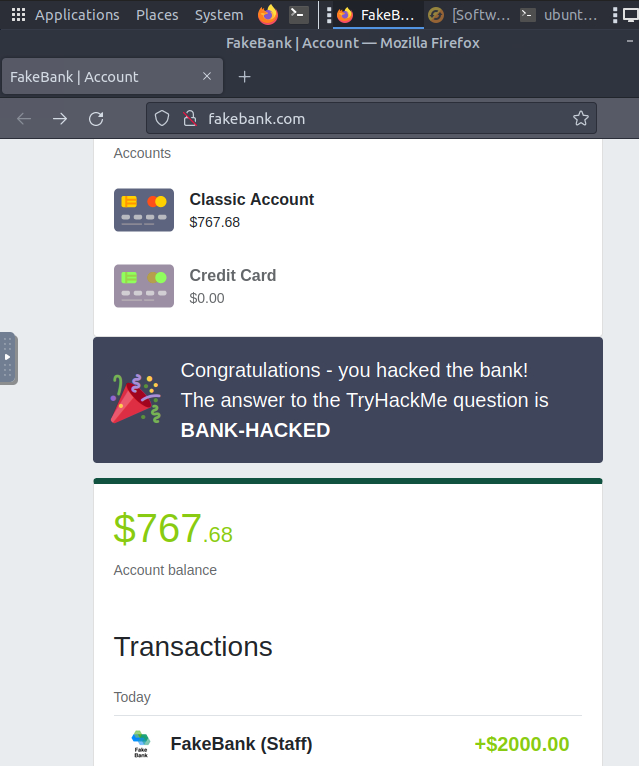 Applications Places System FakeB... [Softw... ubunt...
FakeBank | Account — Mozilla Firefox
FakeBank | Account
fakebank.com
Accounts
Classic Account
$767.68
Credit Card
$0.00
Congratulations - you hacked the bank!
The answer to the TryHackMe question is
BANK-HACKED
$767.68
Account balance
Transactions
Today
Fake
Bank
FakeBank (Staff) +$2000.00